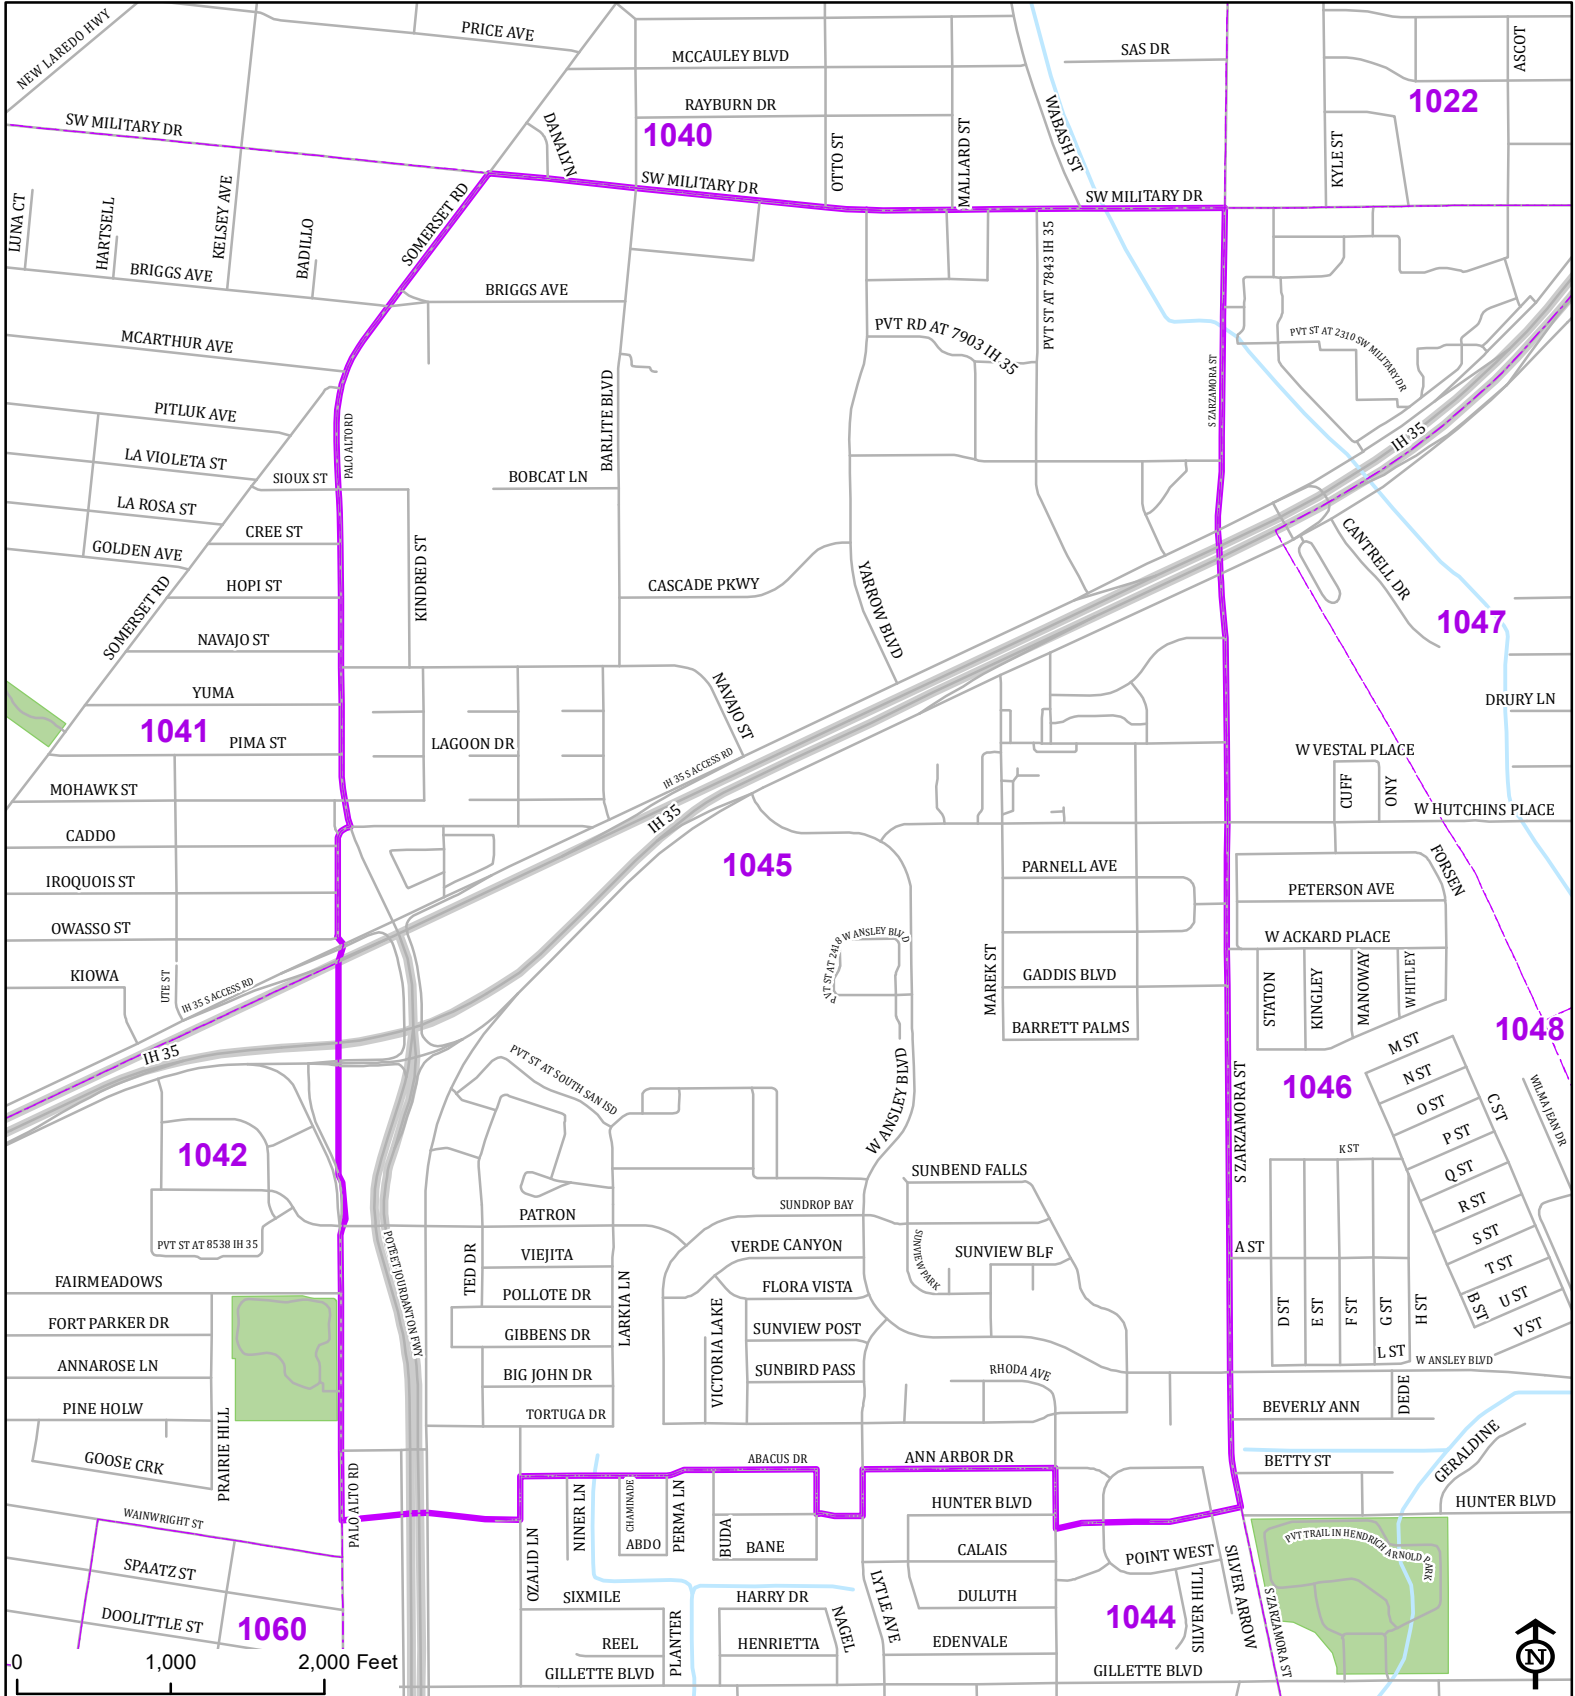 NEW LAREDO HWY
PRICE AVE
MCCAULEY BLVD
SAS DR
ASCOT
RAYBURN DR
1022
SW MILITARY DR
DANALYN
1040
OTTO ST
MALLARD ST
WABASH ST
KYLE ST
SW MILITARY DR
SW MILITARY DR
LUNA CT
HARTSELL
KELSEY AVE
BADILLO
SOMERSET RD
BRIGGS AVE
BRIGGS AVE
PVT ST AT 7843 IH 35
MCARTHUR AVE
PVT RD AT 7903 IH 35
PVT ST AT 2310 SW MILITARY DR
S ZARZAMORA ST
PITLUK AVE
PALO ALTO RD
BARLITE BLVD
IH 35
LA VIOLETA ST
SIOUX ST
BOBCAT LN
LA ROSA ST
CREE ST
GOLDEN AVE
KINDRED ST
HOPI ST
CASCADE PKWY
YARROW BLVD
CANTRELL DR
SOMERSET RD
1047
NAVAJO ST
YUMA
NAVAJO ST
DRURY LN
1041
PIMA ST
LAGOON DR
W VESTAL PLACE
IH 35 S ACCESS RD
MOHAWK ST
CUFF
ONY
IH 35
W HUTCHINS PLACE
CADDO
1045
PARNELL AVE
FORSEN
IROQUOIS ST
PETERSON AVE
OWASSO ST
PVT ST AT 2418 W ANSLEY BLVD
W ACKARD PLACE
KIOWA
UTE ST
IH 35 S ACCESS RD
MAREK ST
GADDIS BLVD
STATON
KINGLEY
MANOWAY
WHITLEY
BARRETT PALMS
1048
IH 35
M ST
PVT ST AT SOUTH SAN ISD
W ANSLEY BLVD
S ZARZAMORA ST
1046
N ST
O ST
C ST
WILMA JEAN DR
P ST
1042
K ST
Q ST
SUNBEND FALLS
R ST
SUNDROP BAY
PATRON
S ST
PVT ST AT 8538 IH 35
POTEET JOURDANTON FWY
TED DR
VIEJITA
VERDE CANYON
SUNVIEW PARK
SUNVIEW BLF
A ST
T ST
FAIRMEADOWS
POLLOTE DR
LARKIA LN
FLORA VISTA
D ST
E ST
F ST
G ST
H ST
B ST
U ST
FORT PARKER DR
GIBBENS DR
VICTORIA LAKE
SUNVIEW POST
V ST
L ST
W ANSLEY BLVD
ANNAROSE LN
BIG JOHN DR
SUNBIRD PASS
RHODA AVE
PINE HOLW
PRAIRIE HILL
TORTUGA DR
BEVERLY ANN
DEDE
GOOSE CRK
ABACUS DR
ANN ARBOR DR
BETTY ST
GERALDINE
PALO ALTO RD
NINER LN
CHAMINADE
PERMA LN
HUNTER BLVD
HUNTER BLVD
WAINWRIGHT ST
OZALID LN
ABDO
BUDA
BANE
CALAIS
POINT WEST
SILVER ARROW
PVT TRAIL IN HENDRICH ARNOLD PARK
SPAATZ ST
SIXMILE
HARRY DR
LYTLE AVE
DULUTH
SILVER HILL
S ZARZAMORA ST
DOOLITTLE ST
1060
1044
PLANTER
NAGEL
REEL
HENRIETTA
EDENVALE
GILLETTE BLVD
GILLETTE BLVD
0 1,000 2,000 Feet
N